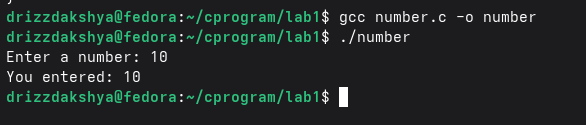 drizzdakshya@fedora:~/cprogram/lab1$ gcc number.c -o number
drizzdakshya@fedora:~/cprogram/lab1$ ./number
Enter a number: 10
You entered: 10
drizzdakshya@fedora:~/cprogram/lab1$